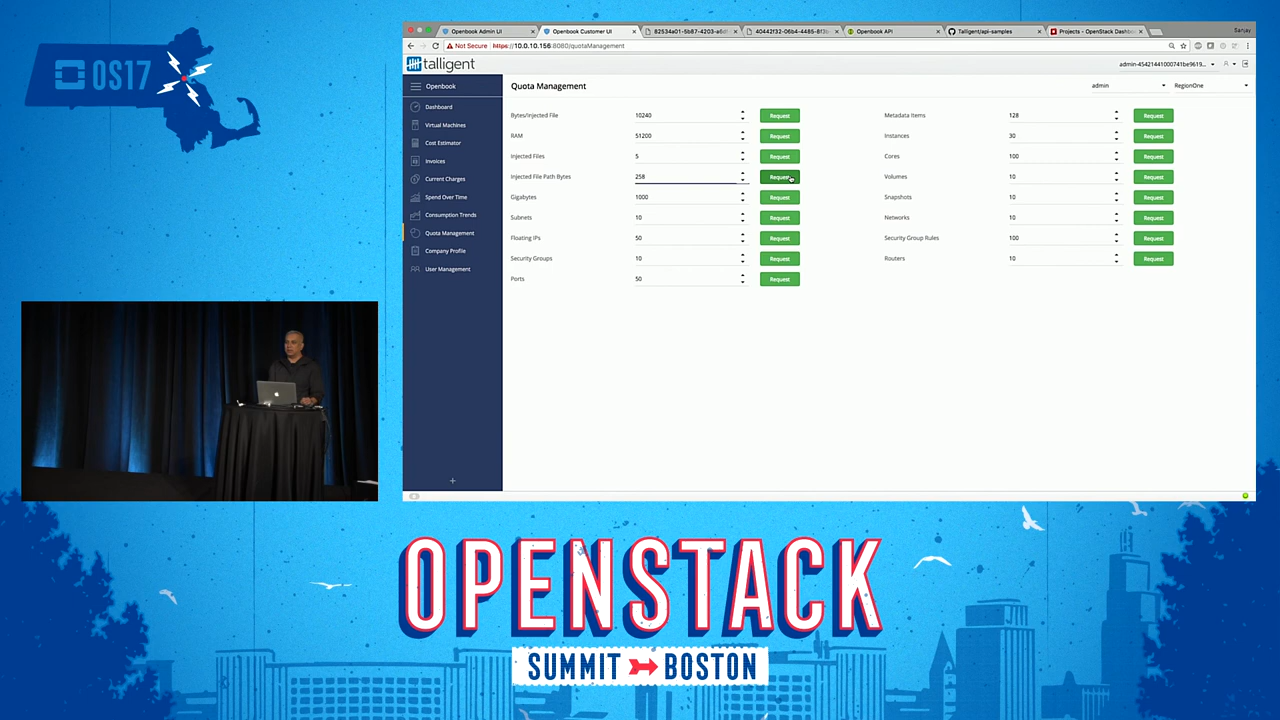 OS17
Openbook Admin UI
Openbook Customer UI
Openbook API
Talligent/api-samples
Projects - OpenStack Dashbo
Sanjay
Not Secure https://10.0.10.156:8080/quotaManagement
talligent
Openbook
Quota Management
admin
RegionOne
Dashboard
Virtual Machines
Cost Estimator
Invoices
Current Charges
Spend Over Time
Consumption Trends
Quota Management
Company Profile
User Management
+
Bytes/Injected File 10240 Request
RAM 51200 Request
Injected Files 5 Request
Injected File Path Bytes 258 Request
Gigabytes 1000 Request
Subnets 10 Request
Floating IPs 50 Request
Security Groups 10 Request
Ports 50 Request
Metadata Items 128 Request
Instances 30 Request
Cores 100 Request
Volumes 10 Request
Snapshots 10 Request
Networks 10 Request
Security Group Rules 100 Request
Routers 10 Request
OPENSTACK
SUMMIT BOSTON